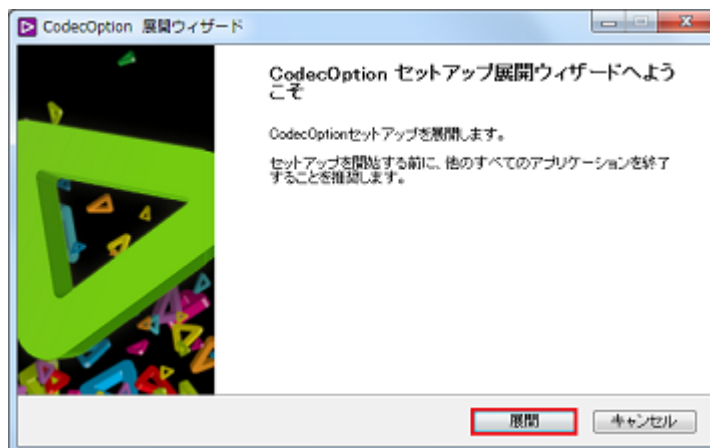 CodecOption 展開ウィザード
CodecOption セットアップ展開ウィザードへよう
こそ
CodecOptionセットアップを展開します。
セットアップを開始する前に、他のすべてのアプリケーションを終了
することを推奨します。
展開
キャンセル